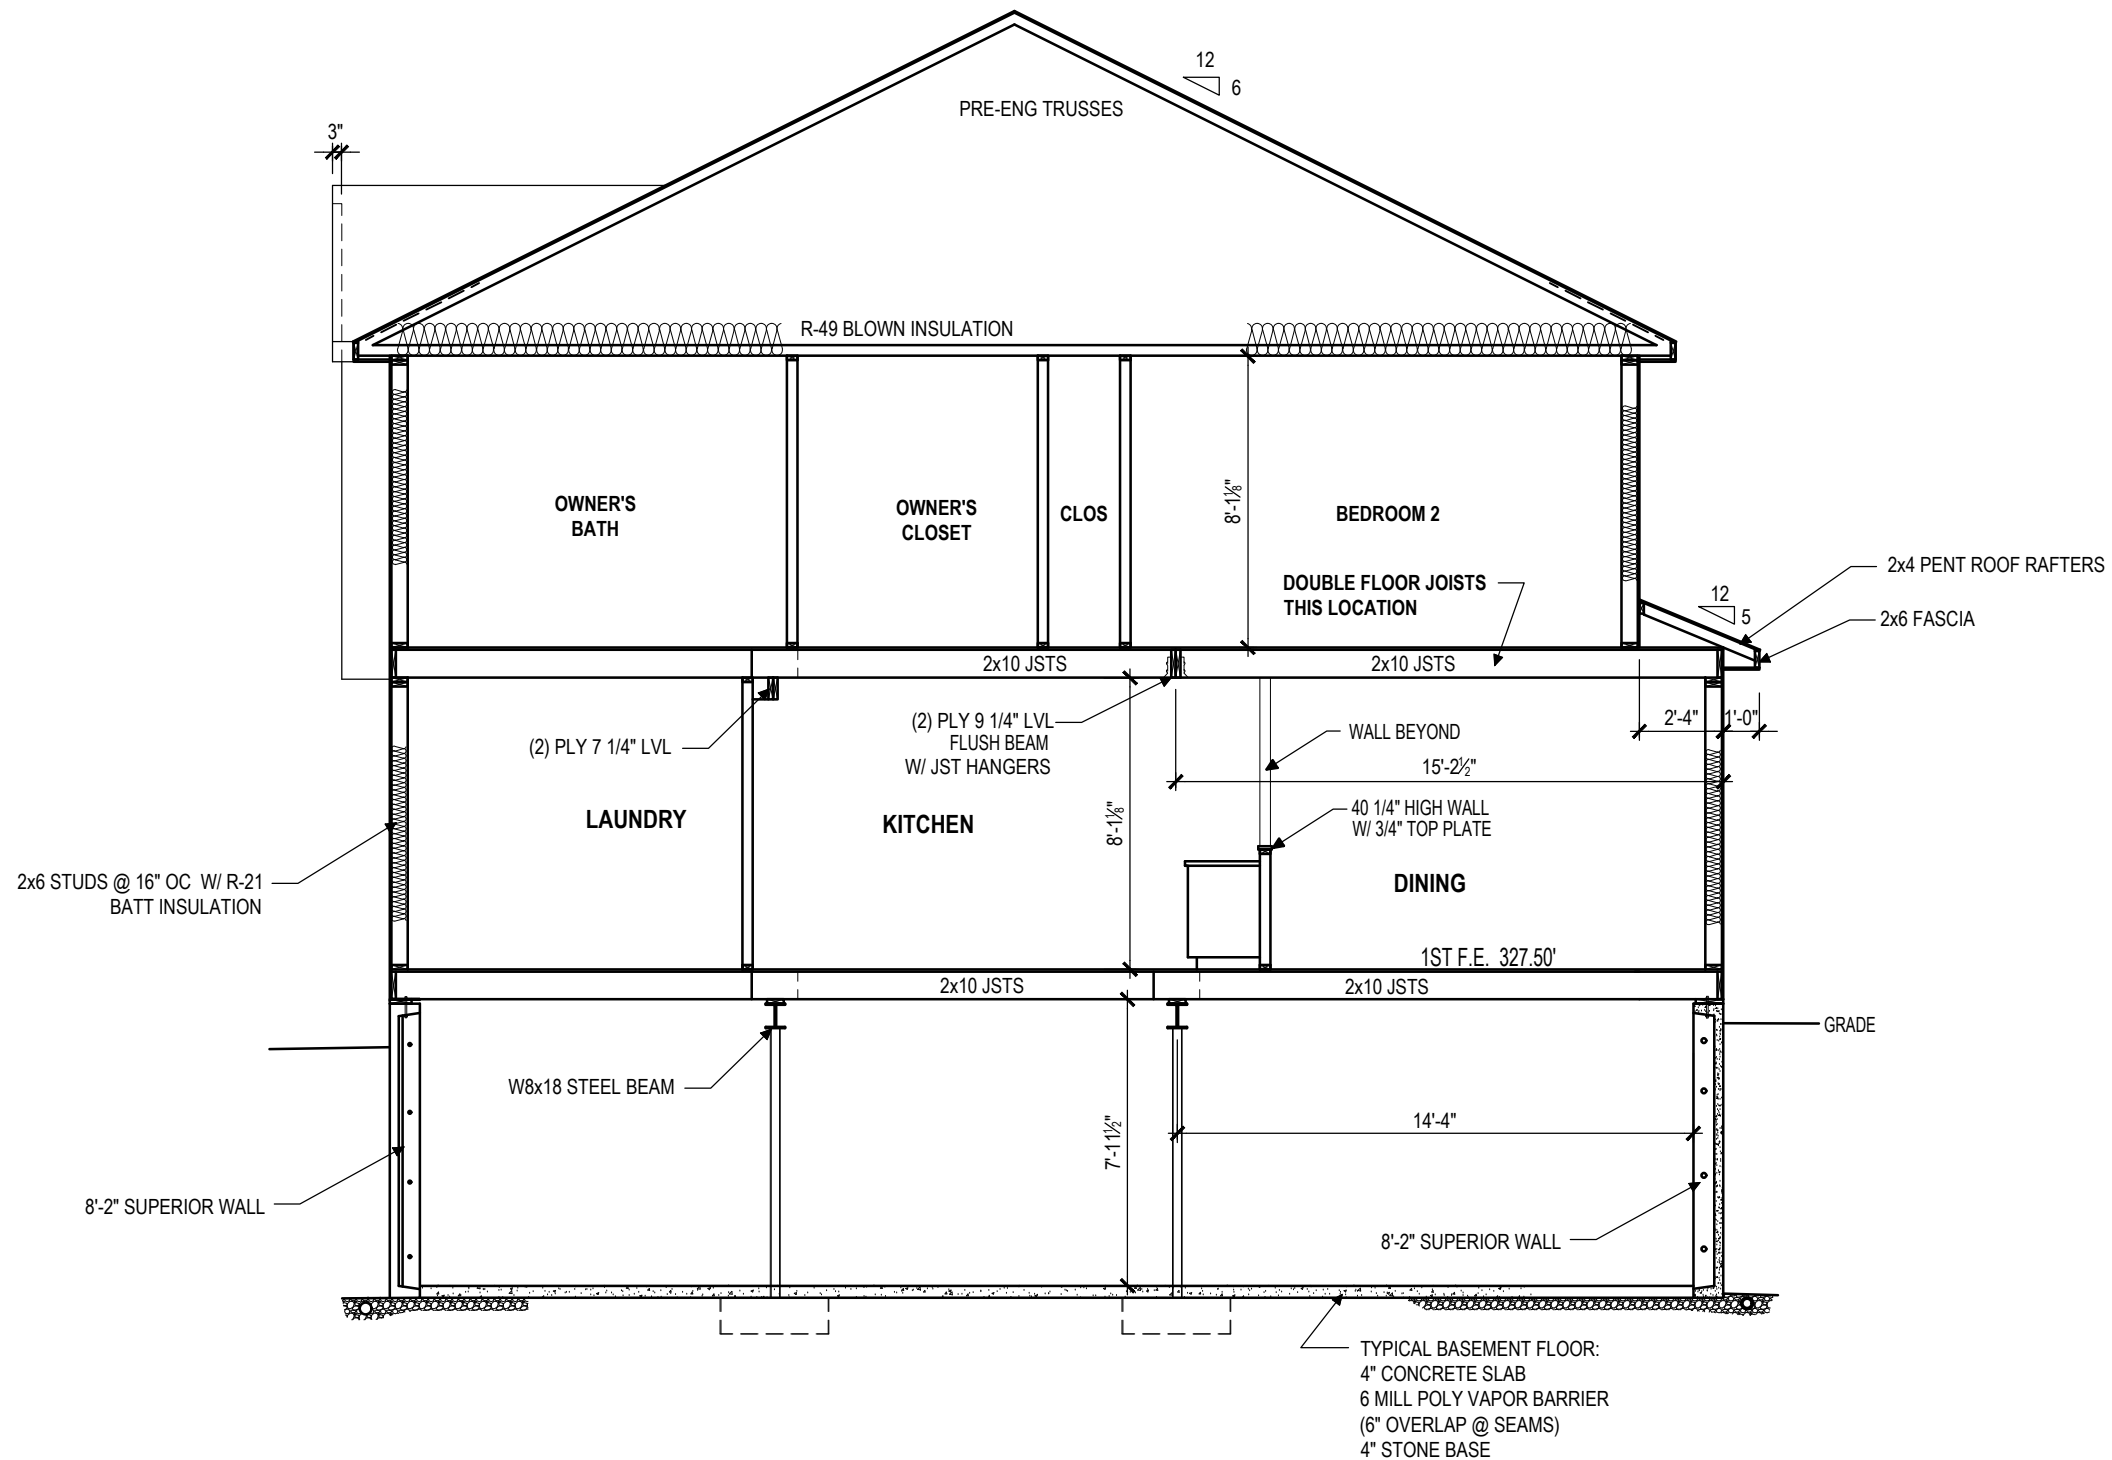 12
6
PRE-ENG TRUSSES
3"
R-49 BLOWN INSULATION
OWNER'S
BATH
OWNER'S
CLOSET
CLOS
8'-1⅛"
BEDROOM 2
DOUBLE FLOOR JOISTS
THIS LOCATION
2x4 PENT ROOF RAFTERS
12
5
2x6 FASCIA
2x10 JSTS
2x10 JSTS
(2) PLY 7 1/4" LVL
(2) PLY 9 1/4" LVL
FLUSH BEAM
W/ JST HANGERS
WALL BEYOND
2'-4"
1'-0"
15'-2½"
LAUNDRY
KITCHEN
8'-1⅛"
40 1/4" HIGH WALL
W/ 3/4" TOP PLATE
DINING
2x6 STUDS @ 16" OC W/ R-21
BATT INSULATION
1ST F.E. 327.50'
2x10 JSTS
2x10 JSTS
GRADE
W8x18 STEEL BEAM
7'-11½"
14'-4"
8'-2" SUPERIOR WALL
8'-2" SUPERIOR WALL
TYPICAL BASEMENT FLOOR:
4" CONCRETE SLAB
6 MILL POLY VAPOR BARRIER
(6" OVERLAP @ SEAMS)
4" STONE BASE